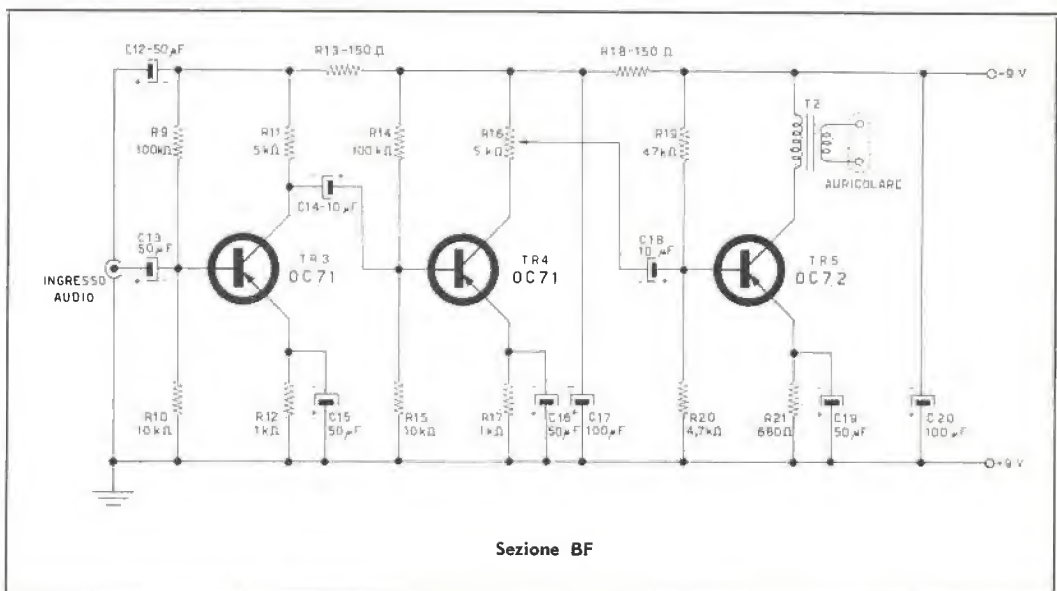 C12-50µF
R13-150 Ω
R18-150 Ω
-9 V
R9
100kΩ
R11
5kΩ
R14
100kΩ
R16
5 kΩ
R19
47kΩ
T2
AURICOLARE
C14-10µF
C13
50µF
C18
10µF
TR3
OC71
TR4
OC71
TR5
OC72
INGRESSO
AUDIO
R10
10kΩ
R12
1kΩ
C15
50µF
R15
10kΩ
R17
1kΩ
C16
50µF
C17
100µF
R20
4,7kΩ
R21
680Ω
C19
50µF
C20
100µF
+9 V
Sezione BF